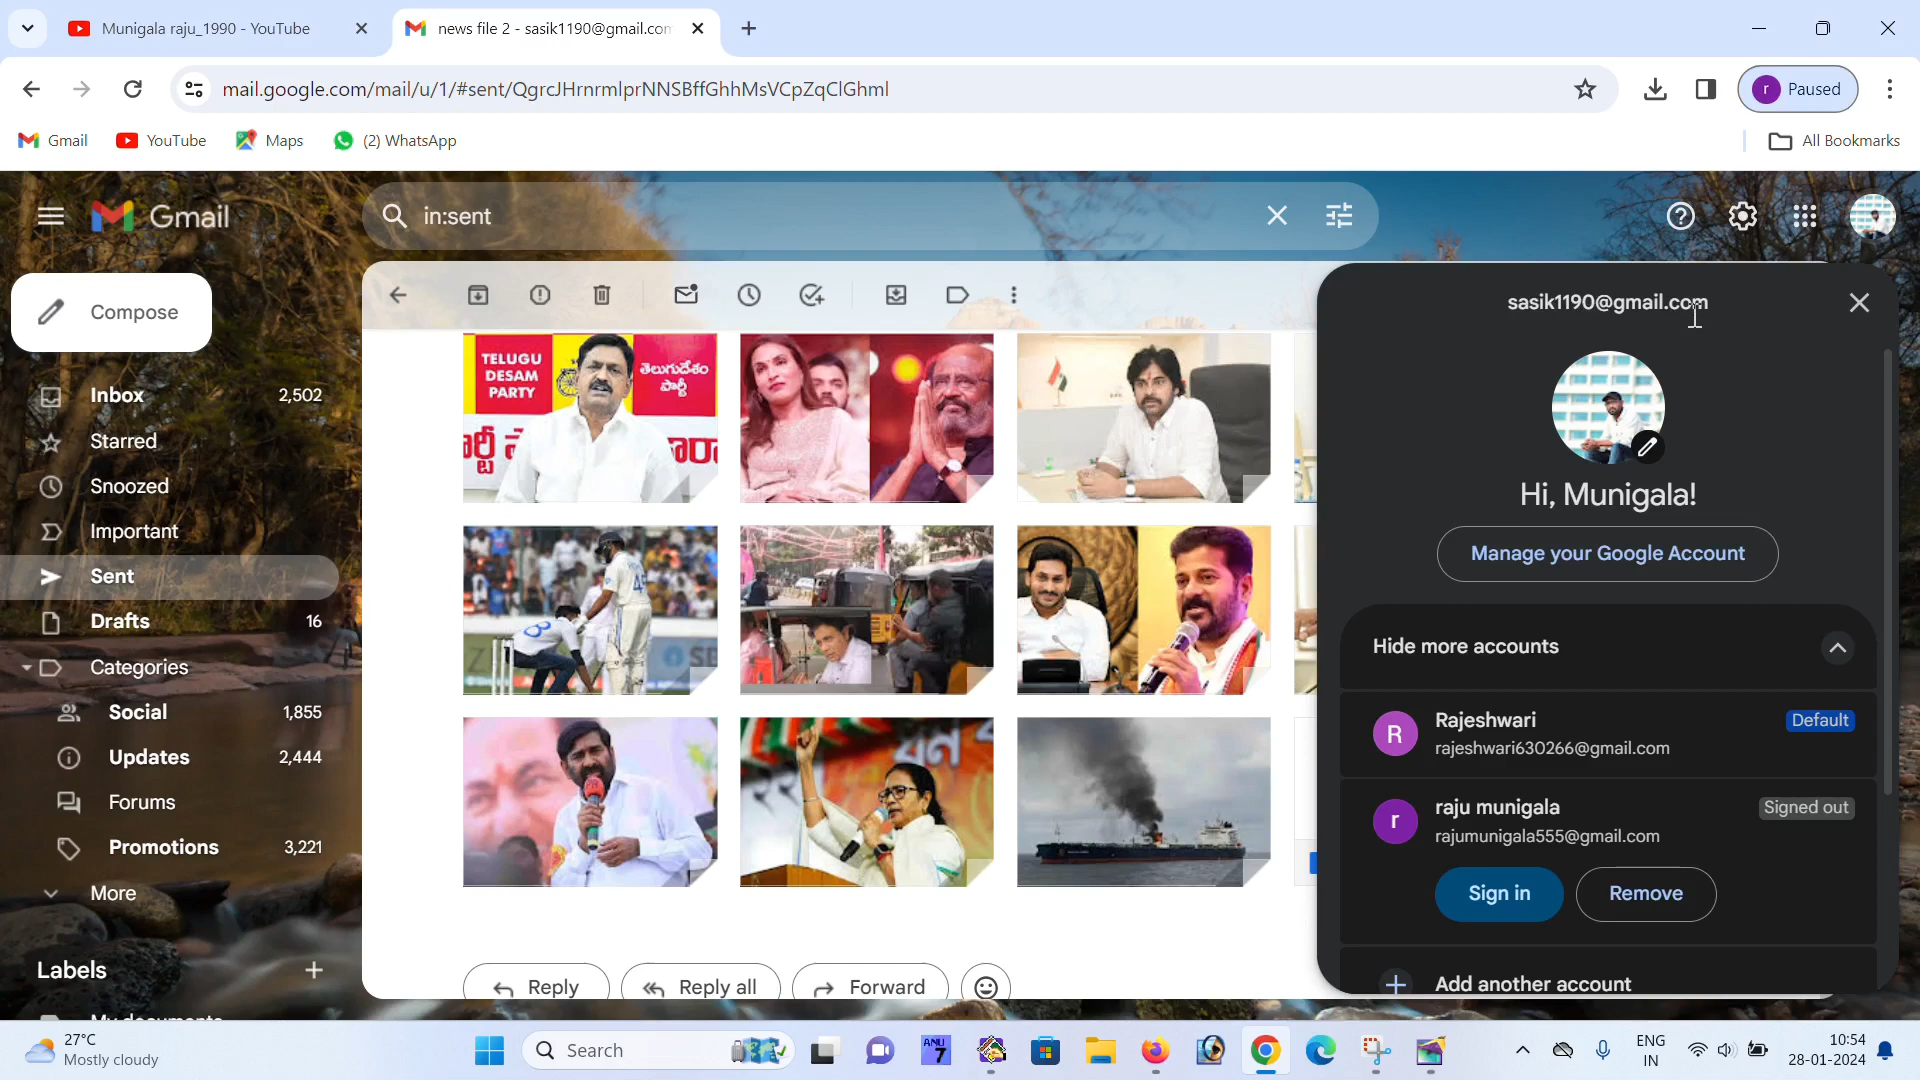 Munigala raju_1990 - YouTube
news file 2 - sasik1190@gmail.com
mail.google.com/mail/u/1/#sent/QgrcJHrnrmlprNNSBffGhhMsVCpZqClGhml
r Paused
Gmail YouTube Maps (2) WhatsApp All Bookmarks
Gmail
in:sent
Compose
Inbox 2,502
Starred
Snoozed
Important
Sent
Drafts 16
Categories
Social 1,855
Updates 2,444
Forums
Promotions 3,221
More
Labels
My documents
TELUGU
DESAM
PARTY
తెలుగుదేశం
పార్టీ
Reply
Reply all
Forward
sasik1190@gmail.com
Hi, Munigala!
Manage your Google Account
Hide more accounts
R
Rajeshwari
Default
rajeshwari630266@gmail.com
r
raju munigala
Signed out
rajumunigala555@gmail.com
Sign in
Remove
Add another account
27°C
Mostly cloudy
Search
ANU
7
ENG
IN
10:54
28-01-2024